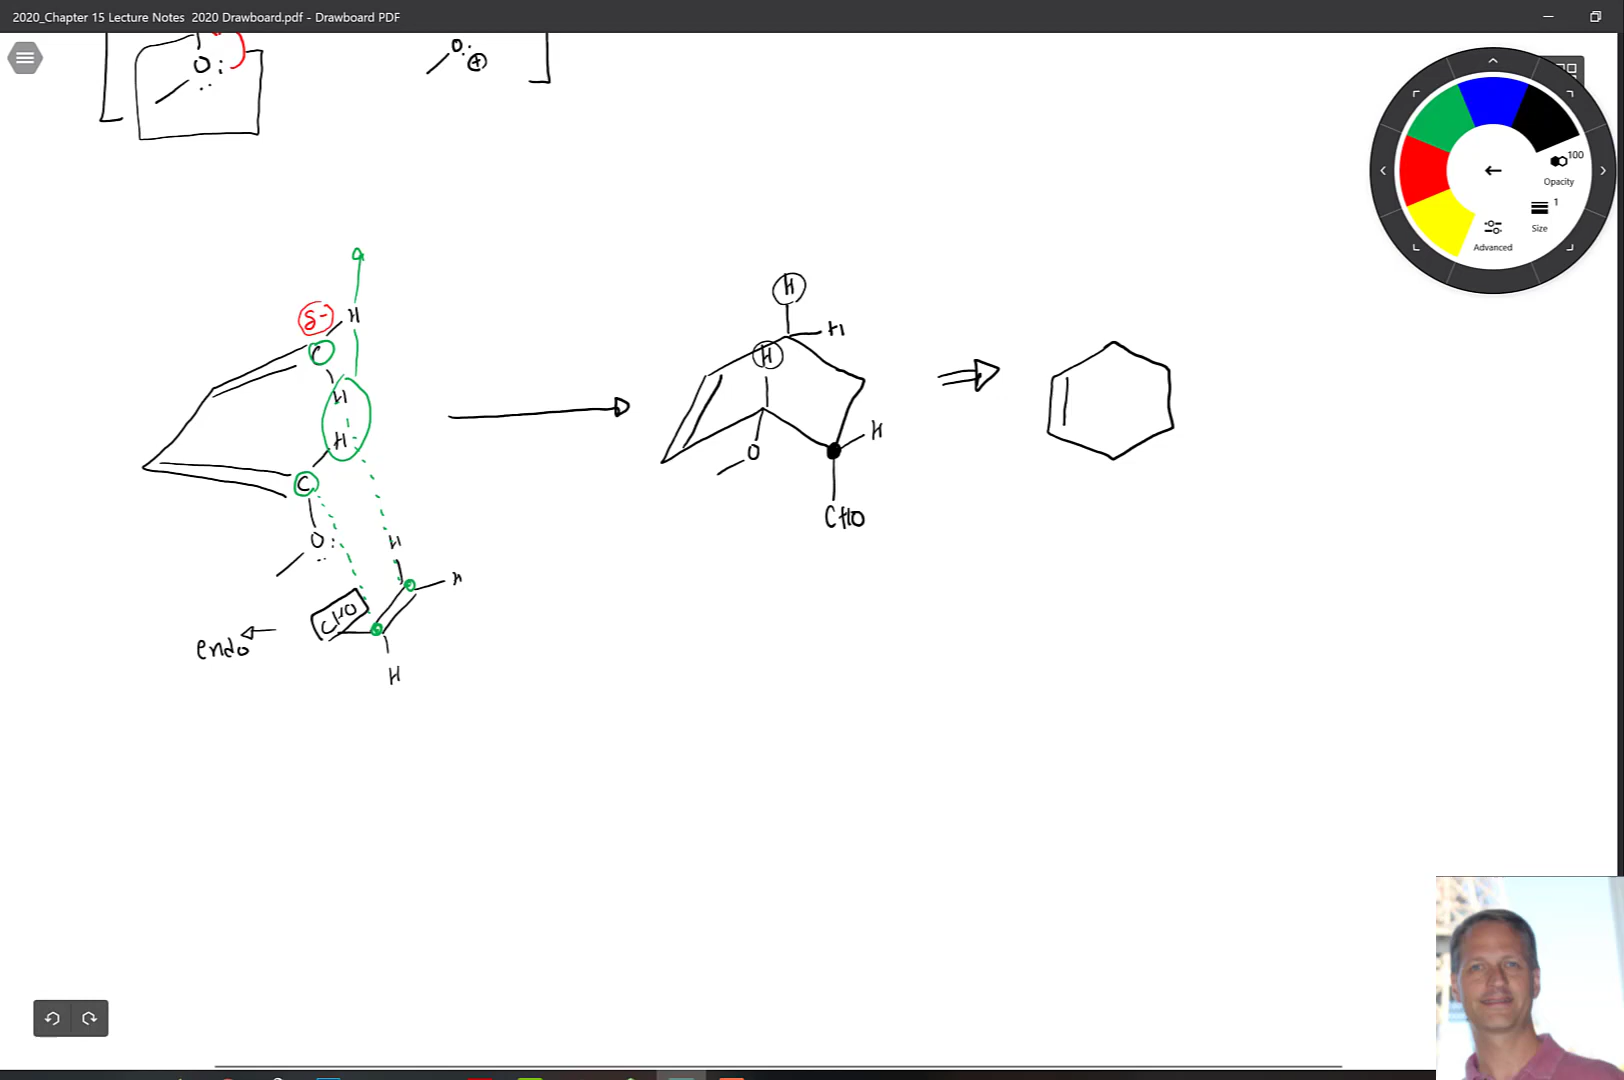 2020_Chapter 15 Lecture Notes 2020 Drawboard.pdf - Drawboard PDF
O:
O: +
100
Opacity
1
Size
Advanced
δ- H
C
H
H
C
O:
H
H
CHO
endo
H
H
H
H
O
H
CHO